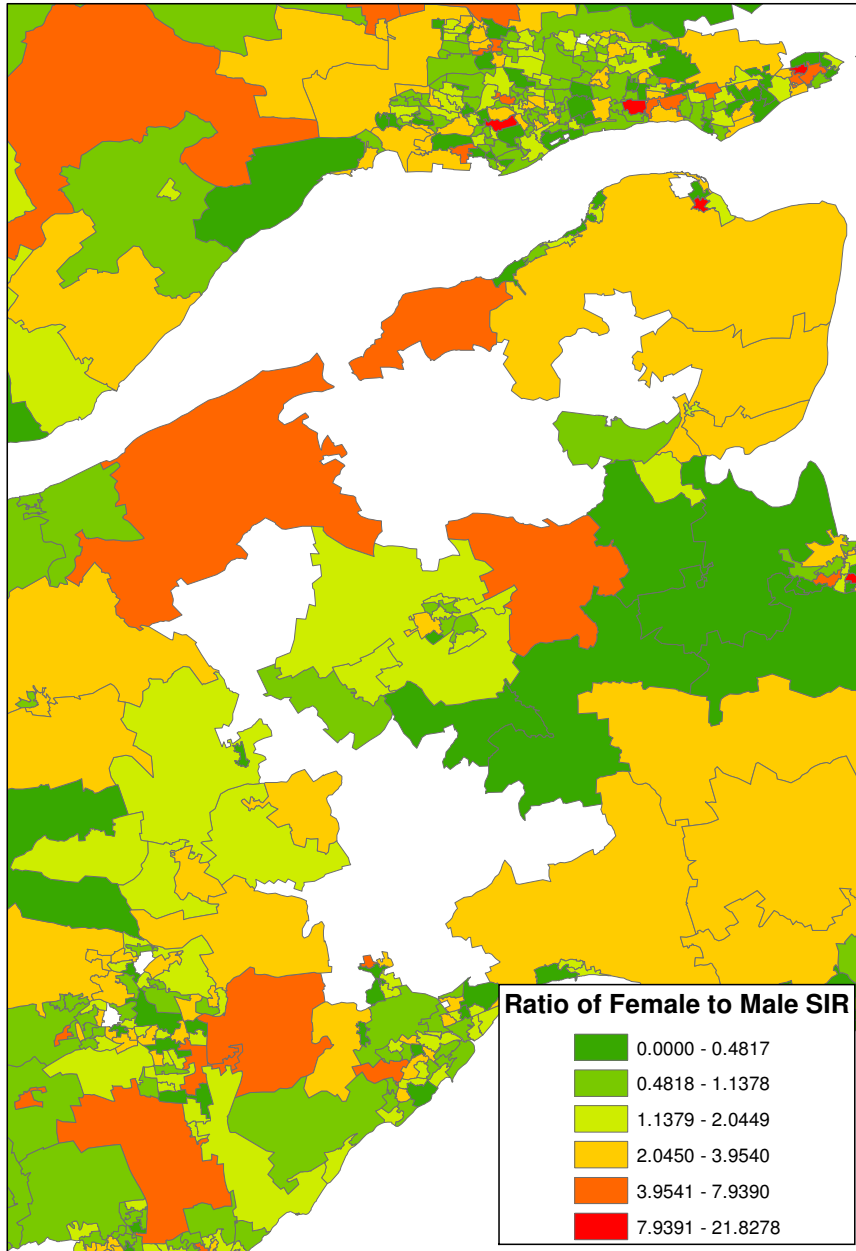 Ratio of Female to Male SIR
0.0000 - 0.4817
0.4818 - 1.1378
1.1379 - 2.0449
2.0450 - 3.9540
3.9541 - 7.9390
7.9391 - 21.8278